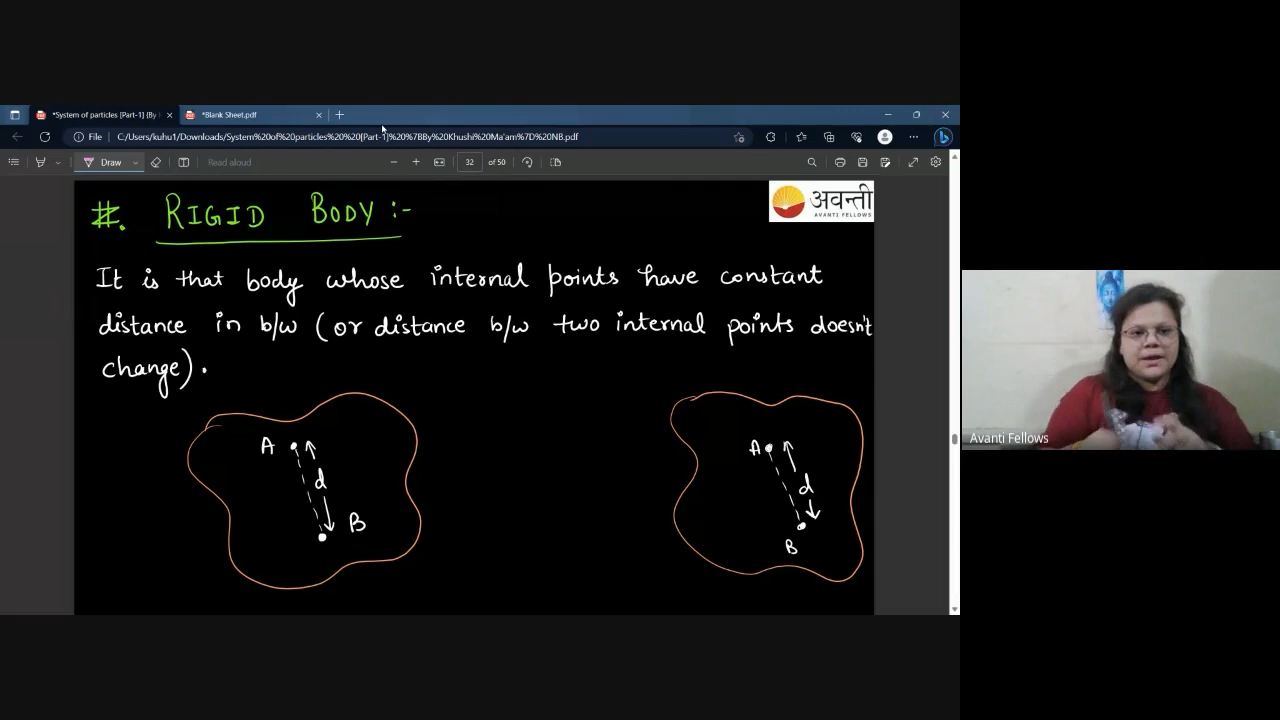 *System of particles [Part-1] {By K
*Blank Sheet.pdf
File
C:/Users/kuhu1/Downloads/System%20of%20particles%20%20[Part-1]%20%7BBy%20Khushi%20Ma'am%7D%20NB.pdf
Draw
Read aloud
32 of 50
#. RIGID BODY :-
अवन्ती
AVANTI FELLOWS
It is that body whose internal points have constant
distance in b/w (or distance b/w two internal points doesn't
change).
A
d
B
A
d
B
Avanti Fellows